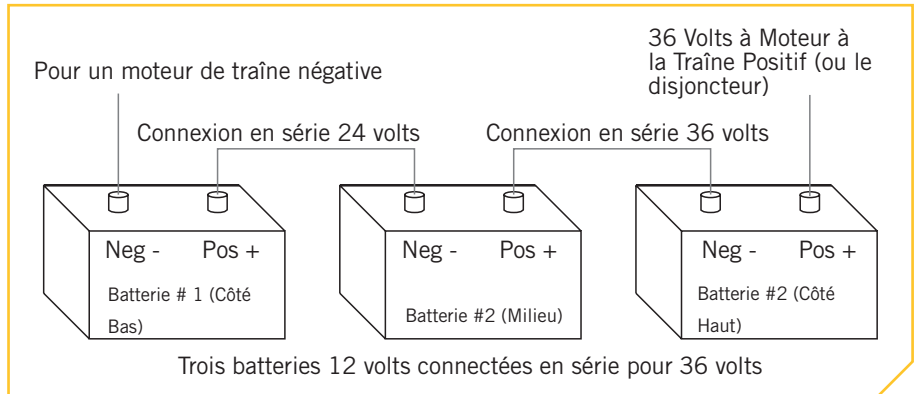 36 Volts à Moteur à
la Traîne Positif (ou le
disjoncteur)
Pour un moteur de traîne négative
Connexion en série 24 volts
Connexion en série 36 volts
Neg - Pos +
Batterie # 1 (Côté
Bas)
Neg - Pos +
Batterie #2 (Milieu)
Neg - Pos +
Batterie #2 (Côté
Haut)
Trois batteries 12 volts connectées en série pour 36 volts